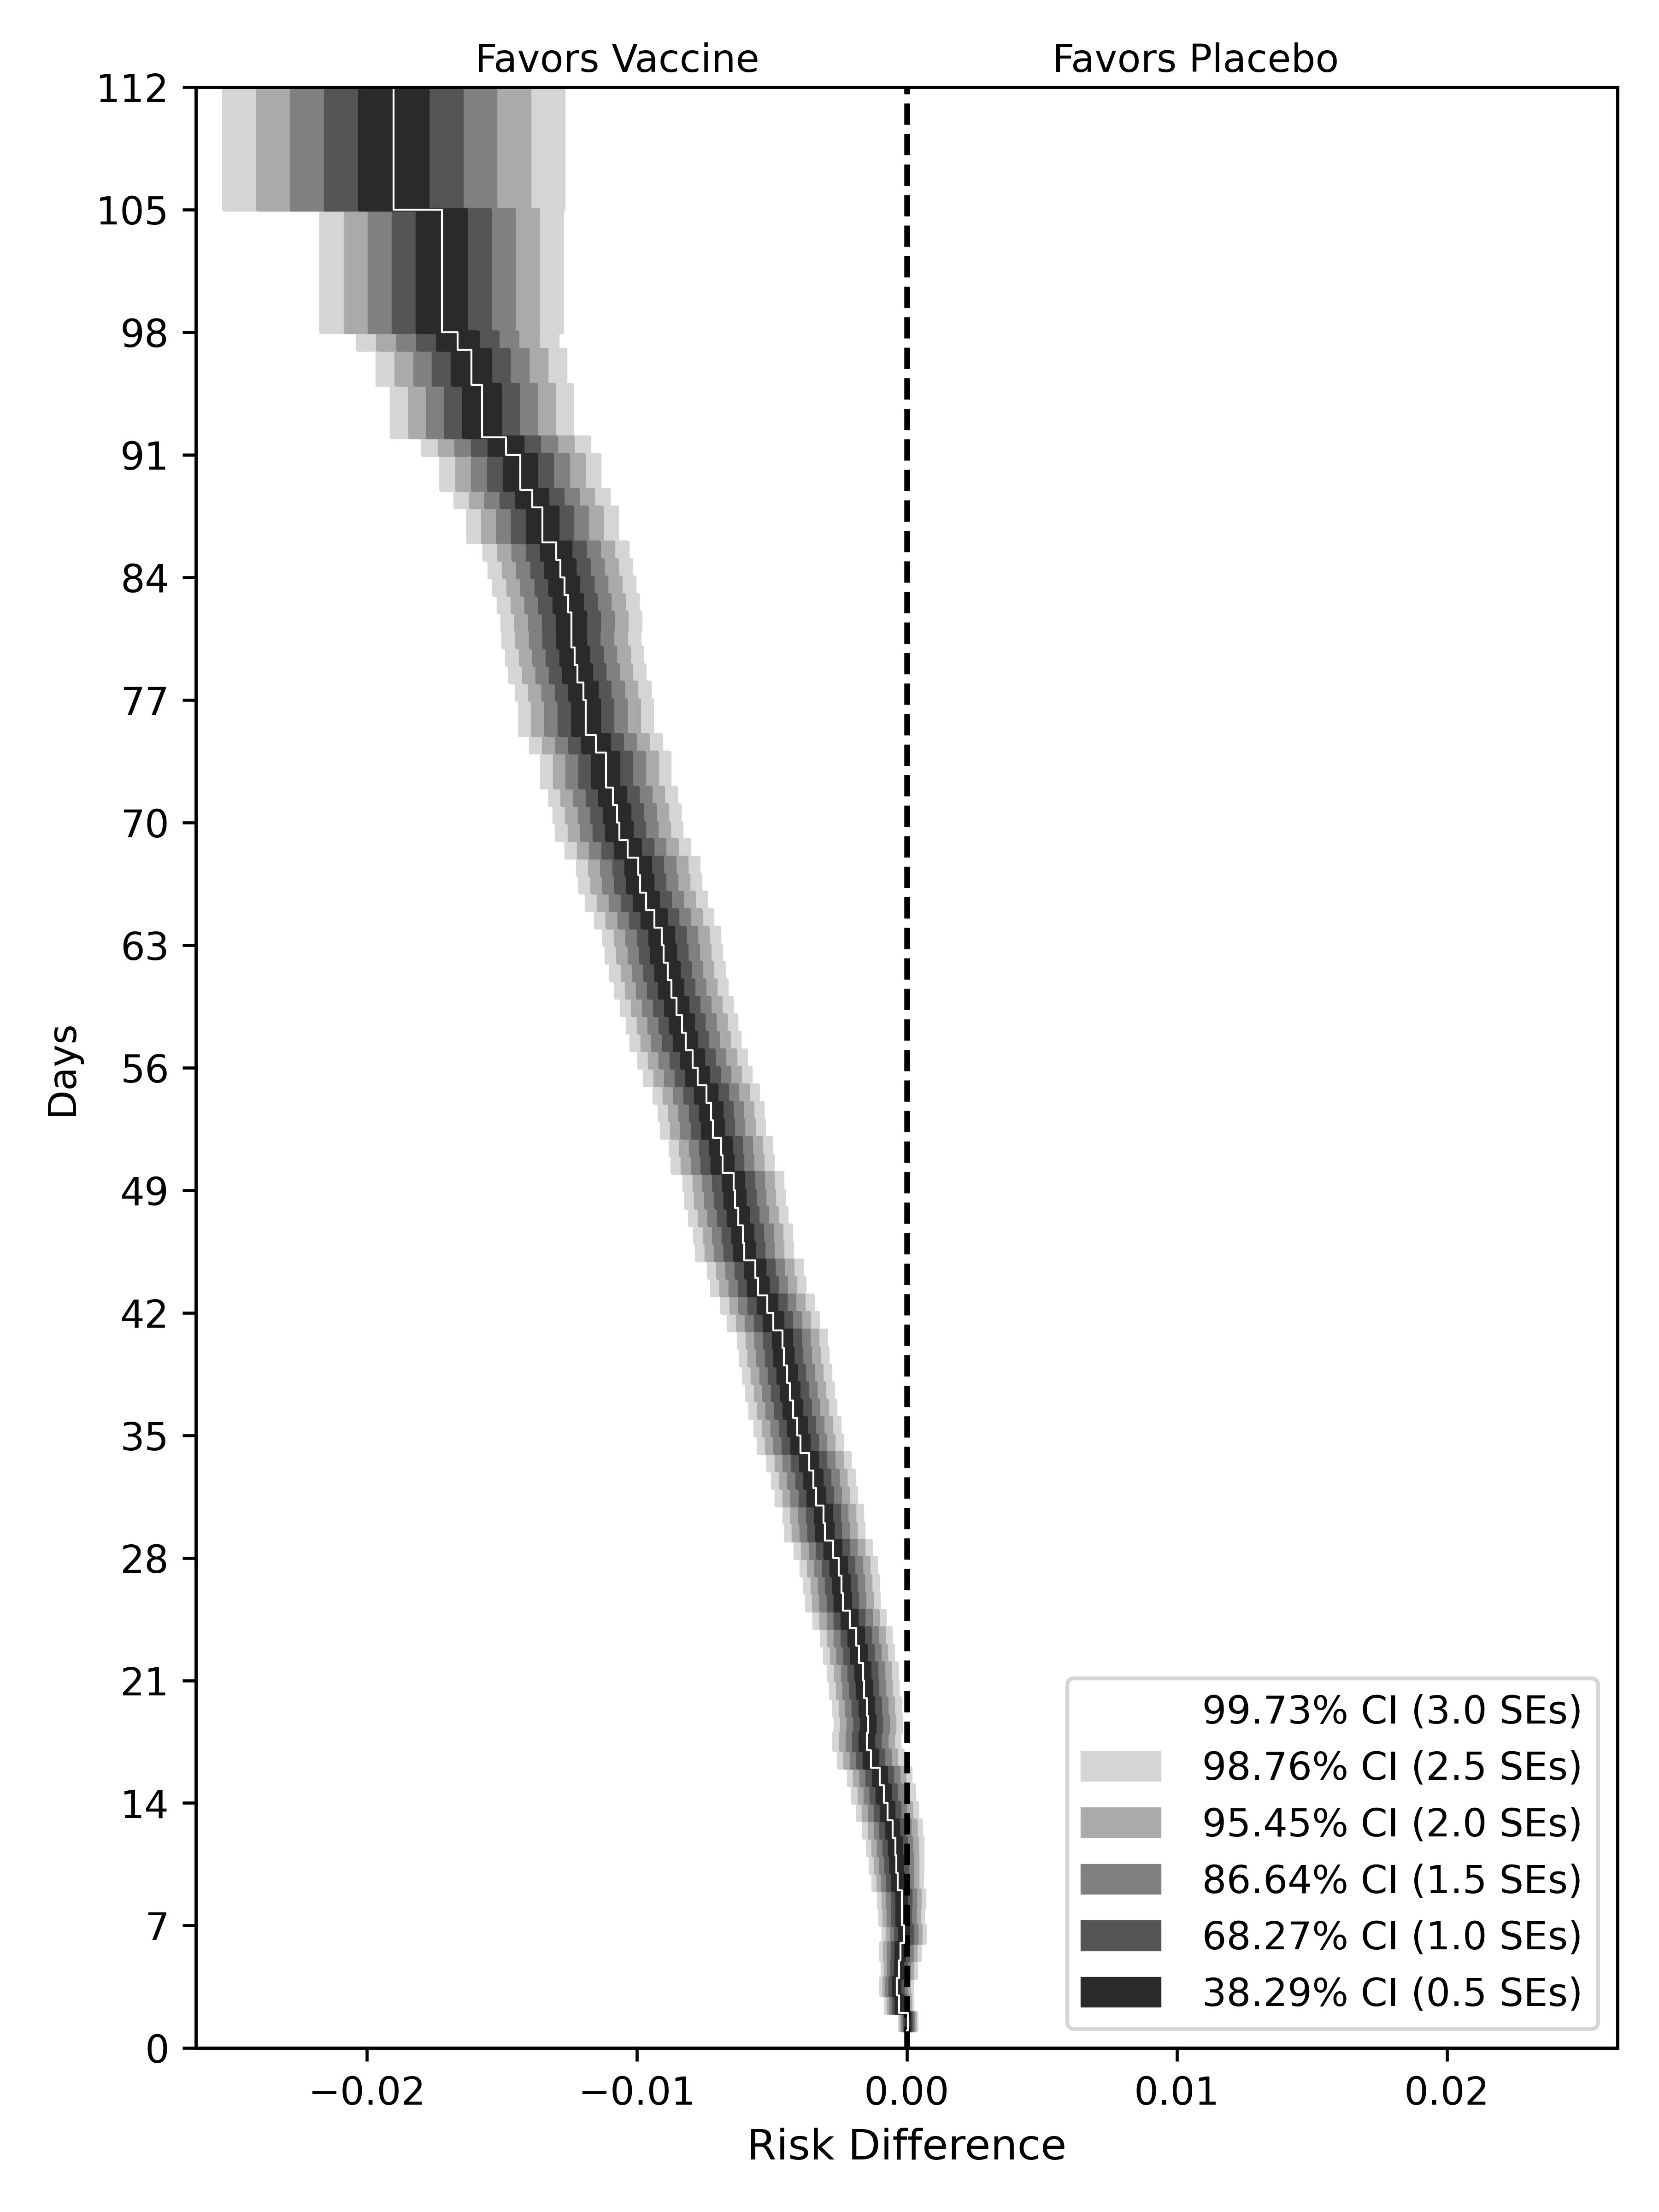 Favors Vaccine Favors Placebo
112
105
98
91
84
77
70
63
56
49
42
35
28
21
14
7
0
Days
99.73% CI (3.0 SEs)
98.76% CI (2.5 SEs)
95.45% CI (2.0 SEs)
86.64% CI (1.5 SEs)
68.27% CI (1.0 SEs)
38.29% CI (0.5 SEs)
−0.02 −0.01 0.00 0.01 0.02
Risk Difference